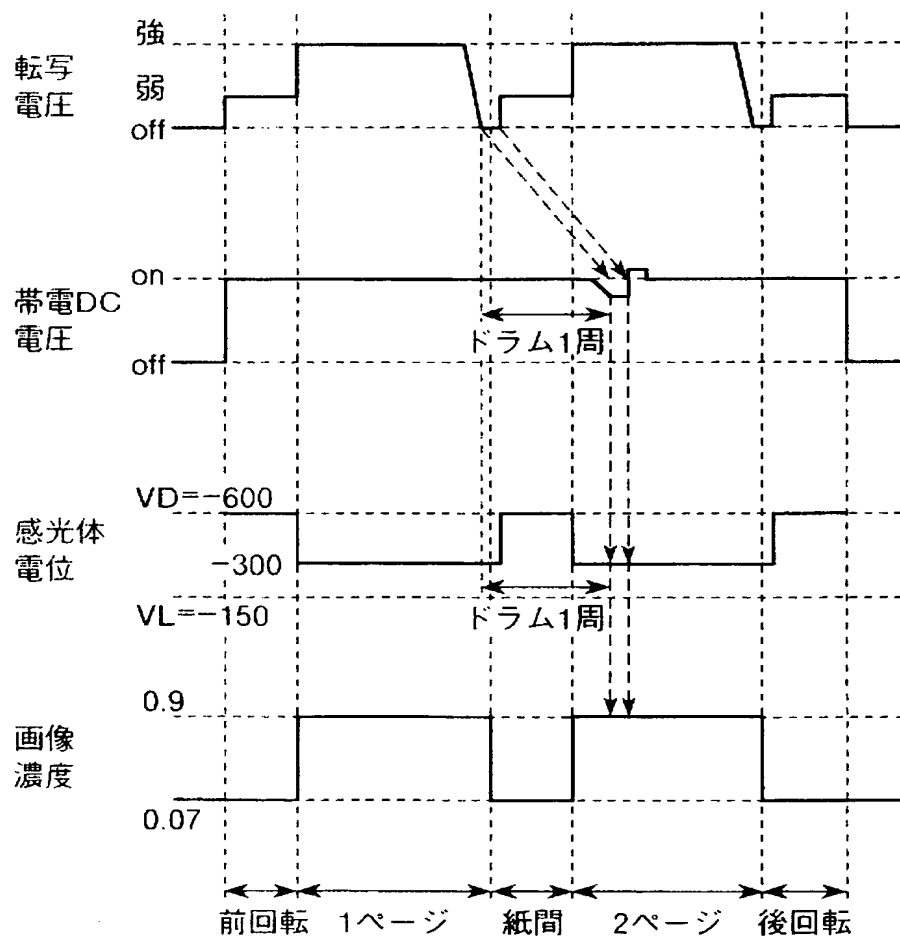 転写
電圧
強
弱
off
帯電DC
電圧
on
off
ドラム1周
感光体
電位
VD=-600
-300
VL=-150
ドラム1周
画像
濃度
0.9
0.07
前回転 1ページ 紙間 2ページ 後回転